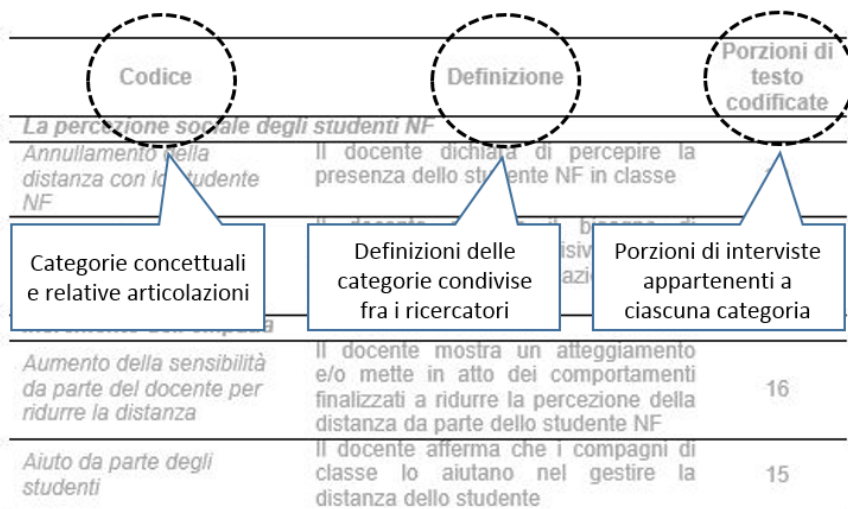 Codice
Definizione
Porzioni di
testo
codificate
La percezione sociale degli studenti NF
Annullamento della
distanza con lo studente
NF
Il docente dichiara di percepire la
presenza dello studente NF in classe
Categorie concettuali
e relative articolazioni
Definizioni delle
categorie condivise
fra i ricercatori
Porzioni di interviste
appartenenti a
ciascuna categoria
Aumento della sensibilità
da parte del docente per
ridurre la distanza
Il docente mostra un atteggiamento
e/o mette in atto dei comportamenti
finalizzati a ridurre la percezione della
distanza da parte dello studente NF
16
Aiuto da parte degli
studenti
Il docente afferma che i compagni di
classe lo aiutano nel gestire la
distanza dello studente
15